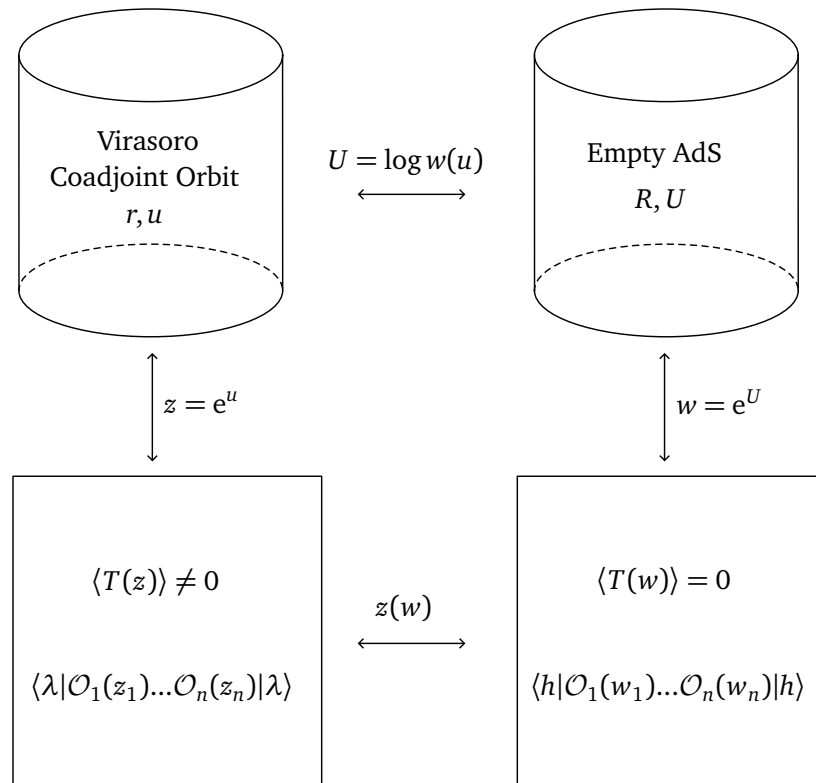 Virasoro
Coadjoint Orbit
r, u
U = log w(u)
Empty AdS
R, U
z = e^u
w = e^U
⟨T(z)⟩ ≠ 0
z(w)
⟨T(w)⟩ = 0
⟨λ|𝒪₁(z₁)...𝒪ₙ(zₙ)|λ⟩
⟨h|𝒪₁(w₁)...𝒪ₙ(wₙ)|h⟩